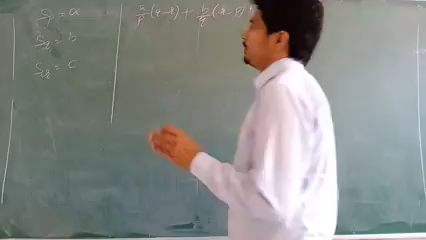 Sp = a
Sq = b
Sr = c
a/p (q-r) + b/q (r-p)